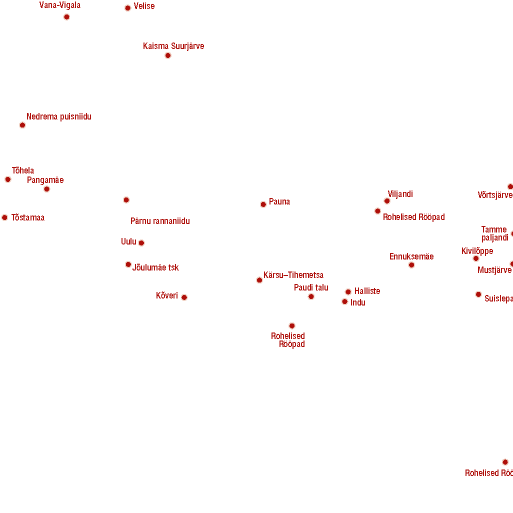 Vana-Vigala
Velise
Kaisma Suurjärve
Nedrema puisniidu
Tõhela
Pangamäe
Tõstamaa
Pärnu rannaniidu
Uulu
Jõulumäe tsk
Kõveri
Pauna
Viljandi
Rohelised Rööpad
Võrtsjärve
Tamme
paljandi
Kivilõppe
Ennuksemäe
Mustjärve
Kärsu–Tihemetsa
Paudi talu
Halliste
Indu
Suislepa
Rohelised
Rööpad
Rohelised Röö